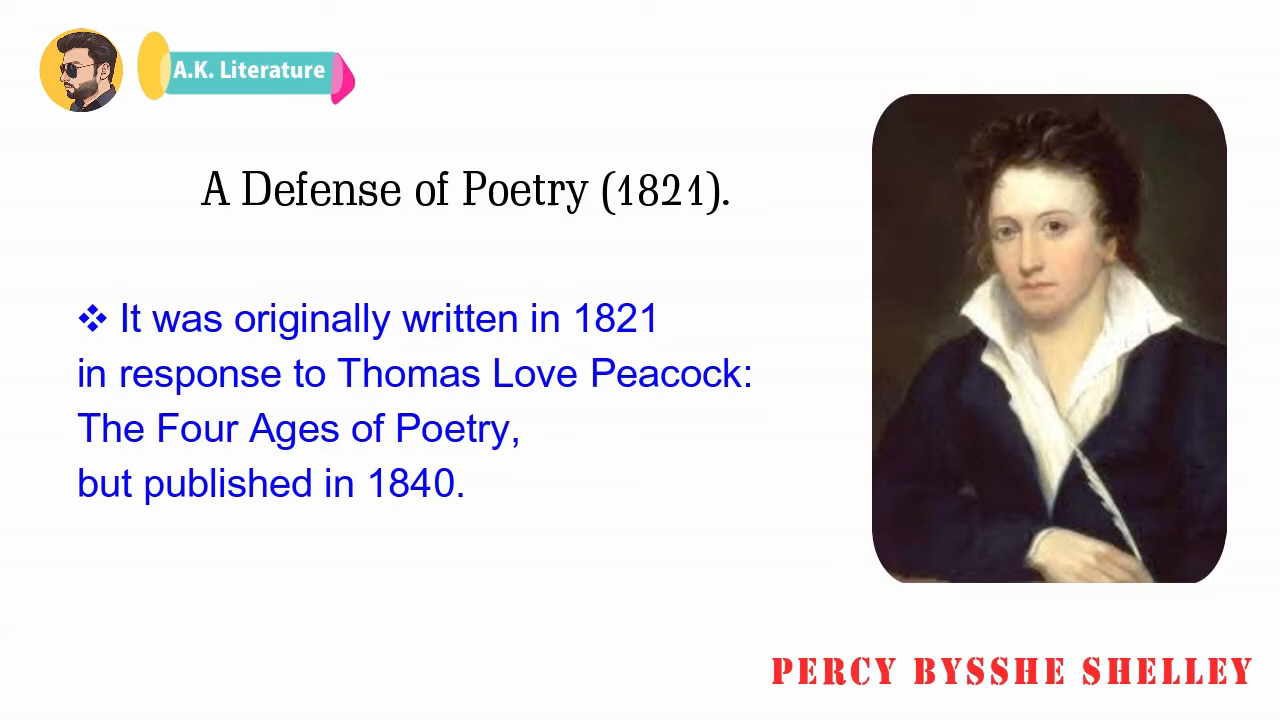 A.K. Literature
A Defense of Poetry (1821).
❖ It was originally written in 1821
in response to Thomas Love Peacock:
The Four Ages of Poetry,
but published in 1840.
PERCY BYSSHE SHELLEY